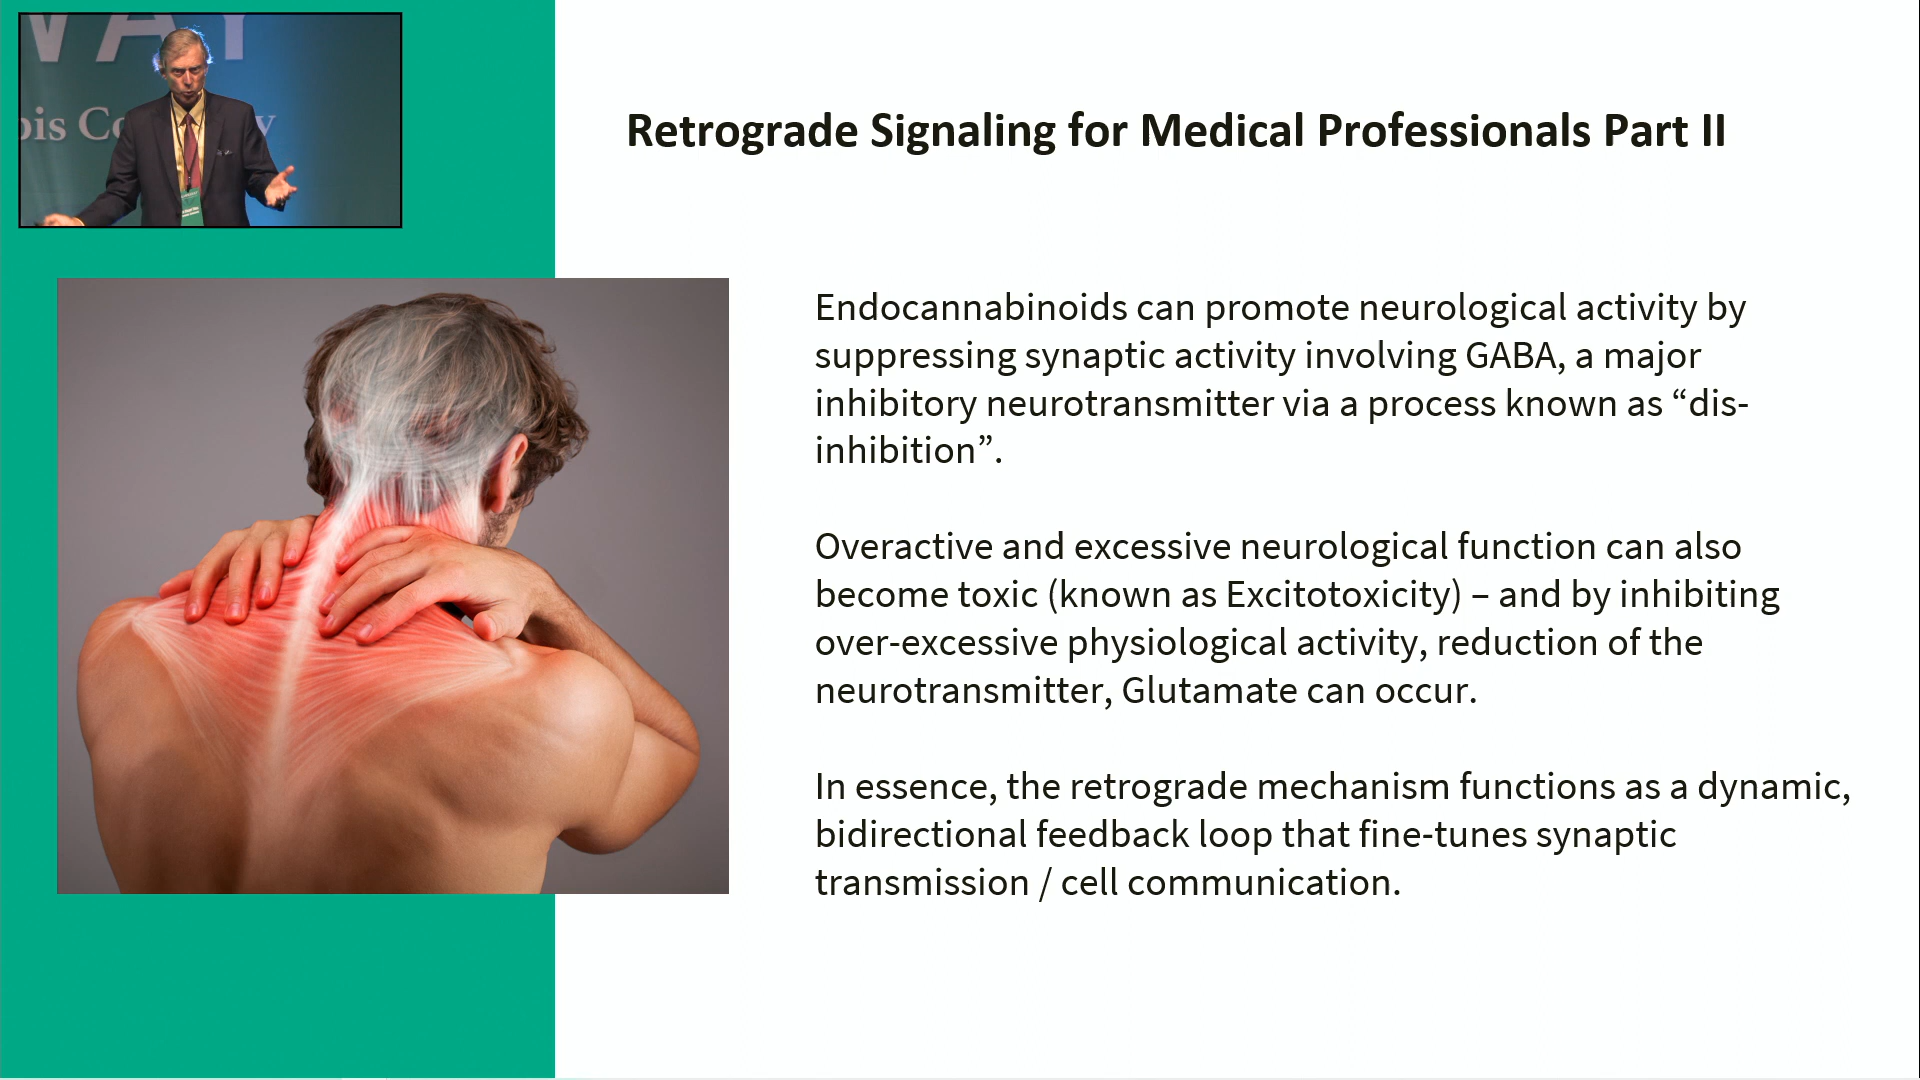 WAY
Retrograde Signaling for Medical Professionals Part II
Endocannabinoids can promote neurological activity by
suppressing synaptic activity involving GABA, a major
inhibitory neurotransmitter via a process known as “dis-
inhibition”.
Overactive and excessive neurological function can also
become toxic (known as Excitotoxicity) – and by inhibiting
over-excessive physiological activity, reduction of the
neurotransmitter, Glutamate can occur.
In essence, the retrograde mechanism functions as a dynamic,
bidirectional feedback loop that fine-tunes synaptic
transmission / cell communication.